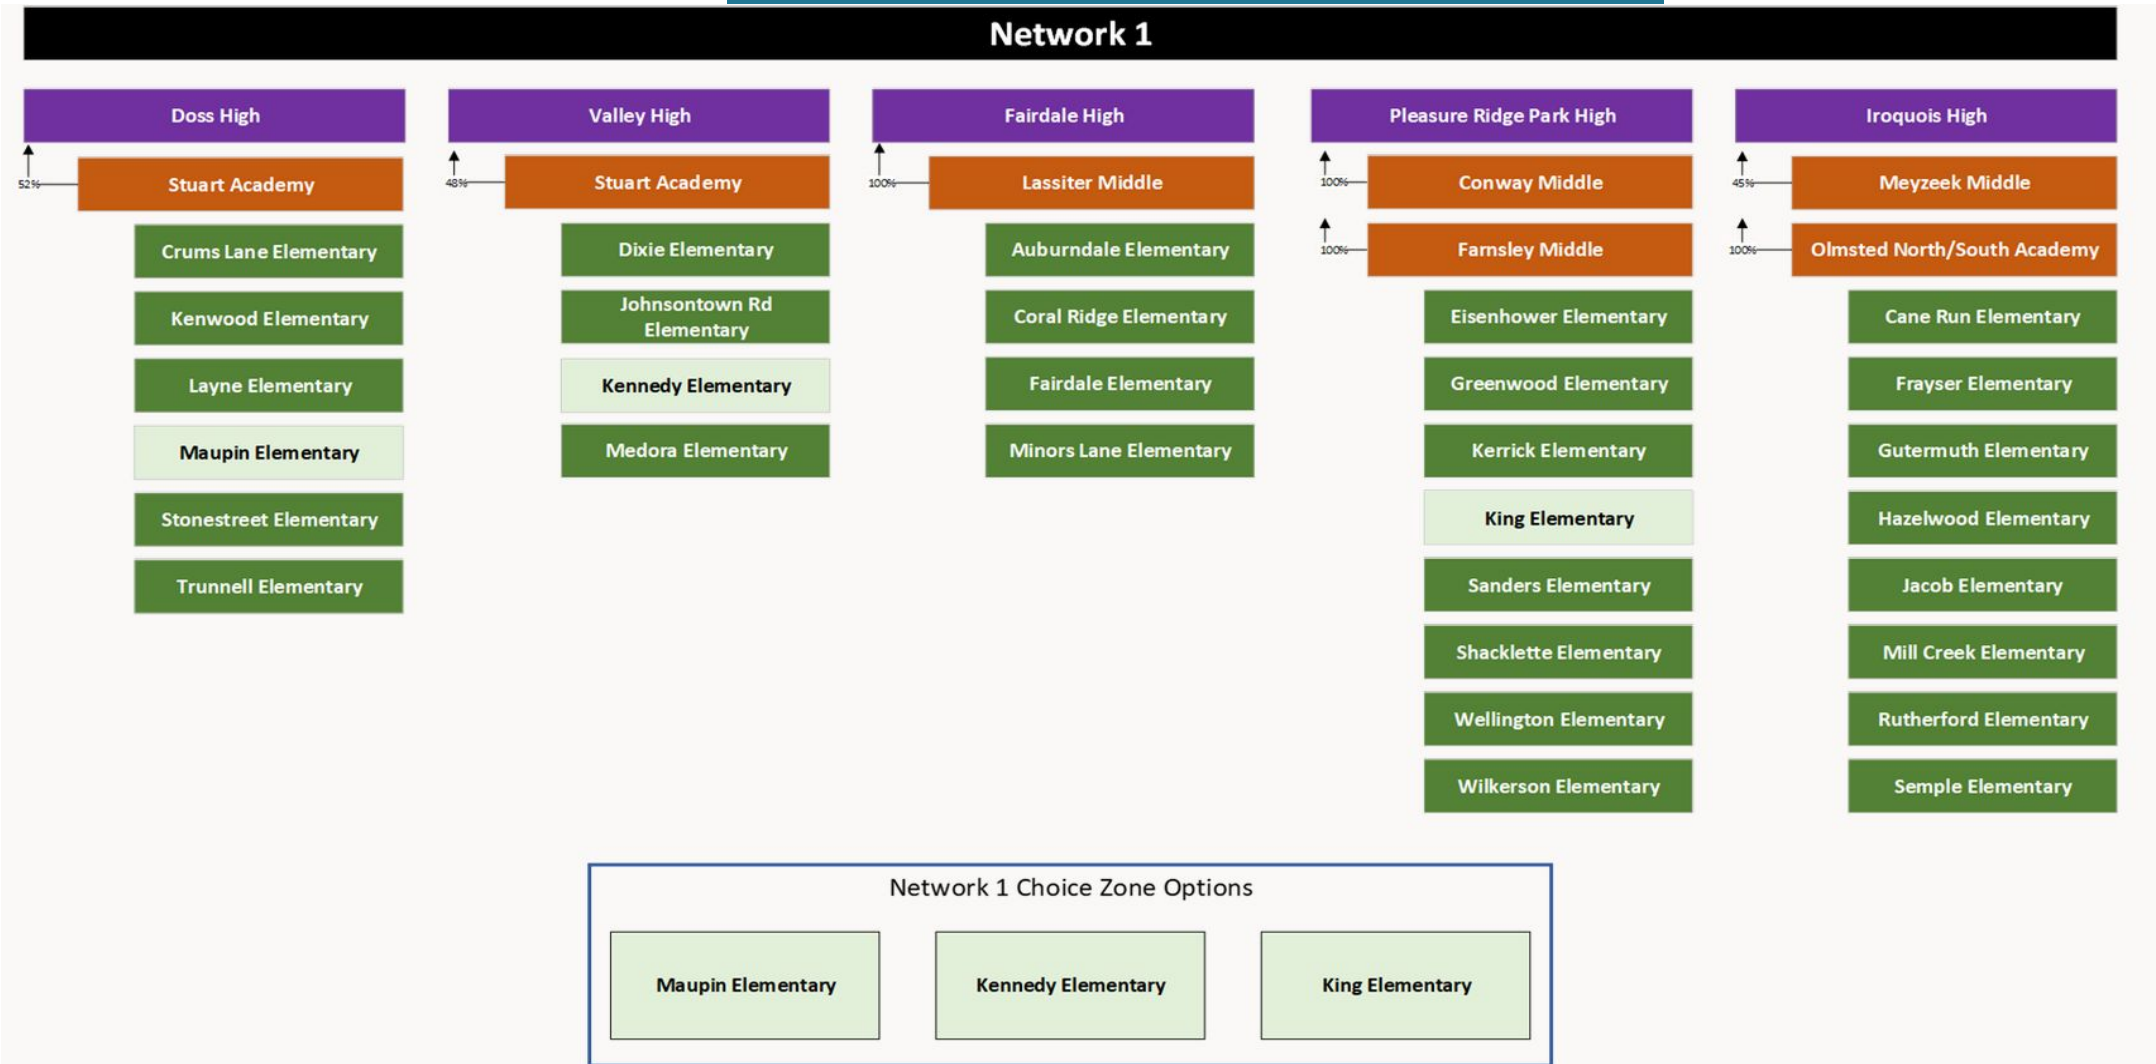 Network 1
Doss High
52%
Stuart Academy
Crums Lane Elementary
Kenwood Elementary
Layne Elementary
Maupin Elementary
Stonestreet Elementary
Trunnell Elementary
Valley High
48%
Stuart Academy
Dixie Elementary
Johnsontown Rd
Elementary
Kennedy Elementary
Medora Elementary
Fairdale High
100%
Lassiter Middle
Auburndale Elementary
Coral Ridge Elementary
Fairdale Elementary
Minors Lane Elementary
Pleasure Ridge Park High
100%
Conway Middle
100%
Farnsley Middle
Eisenhower Elementary
Greenwood Elementary
Kerrick Elementary
King Elementary
Sanders Elementary
Shacklette Elementary
Wellington Elementary
Wilkerson Elementary
Iroquois High
45%
Meyzeek Middle
100%
Olmsted North/South Academy
Cane Run Elementary
Frayser Elementary
Gutermuth Elementary
Hazelwood Elementary
Jacob Elementary
Mill Creek Elementary
Rutherford Elementary
Semple Elementary
Network 1 Choice Zone Options
Maupin Elementary
Kennedy Elementary
King Elementary